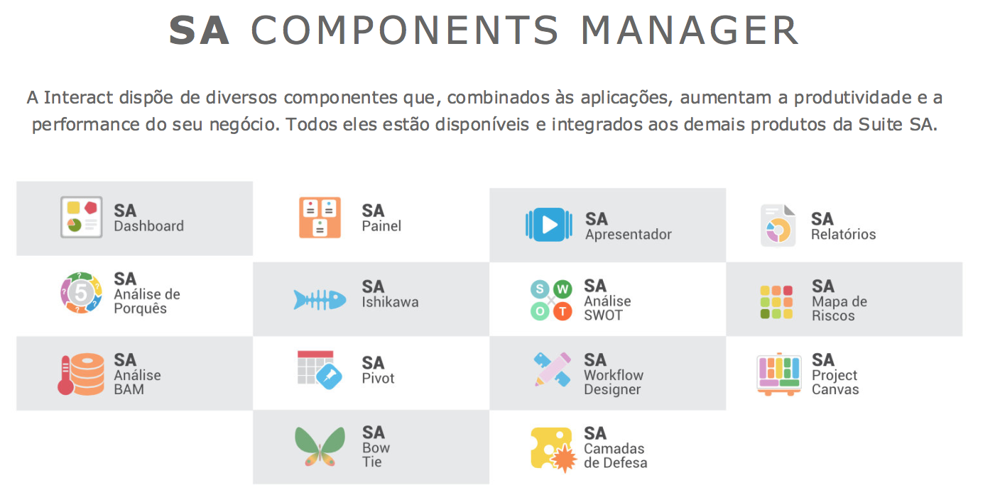 SA COMPONENTS MANAGER
A Interact dispõe de diversos componentes que, combinados às aplicações, aumentam a produtividade e a
performance do seu negócio. Todos eles estão disponíveis e integrados aos demais produtos da Suite SA.
SA
Dashboard
SA
Painel
SA
Apresentador
SA
Relatórios
5
? ? ? ? ?
SA
Análise de
Porquês
SA
Ishikawa
S W
O T
SA
Análise
SWOT
SA
Mapa de
Riscos
SA
Análise
BAM
SA
Pivot
SA
Workflow
Designer
SA
Project
Canvas
SA
Bow
Tie
SA
Camadas
de Defesa